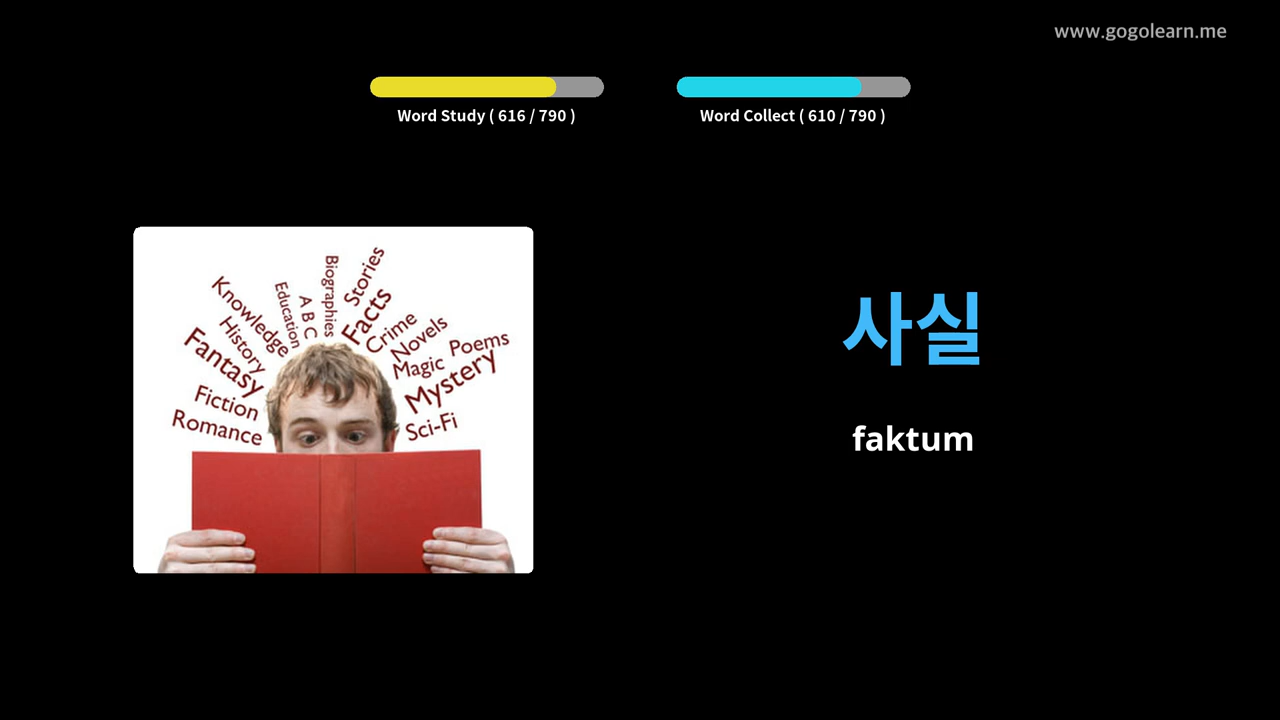 www.gogolearn.me
Word Study ( 616 / 790 )
Word Collect ( 610 / 790 )
Knowledge
History
Fantasy
Fiction
Romance
Education
A B C
Biographies
Stories
Facts
Crime
Novels
Magic
Poems
Mystery
Sci-Fi
사실
faktum